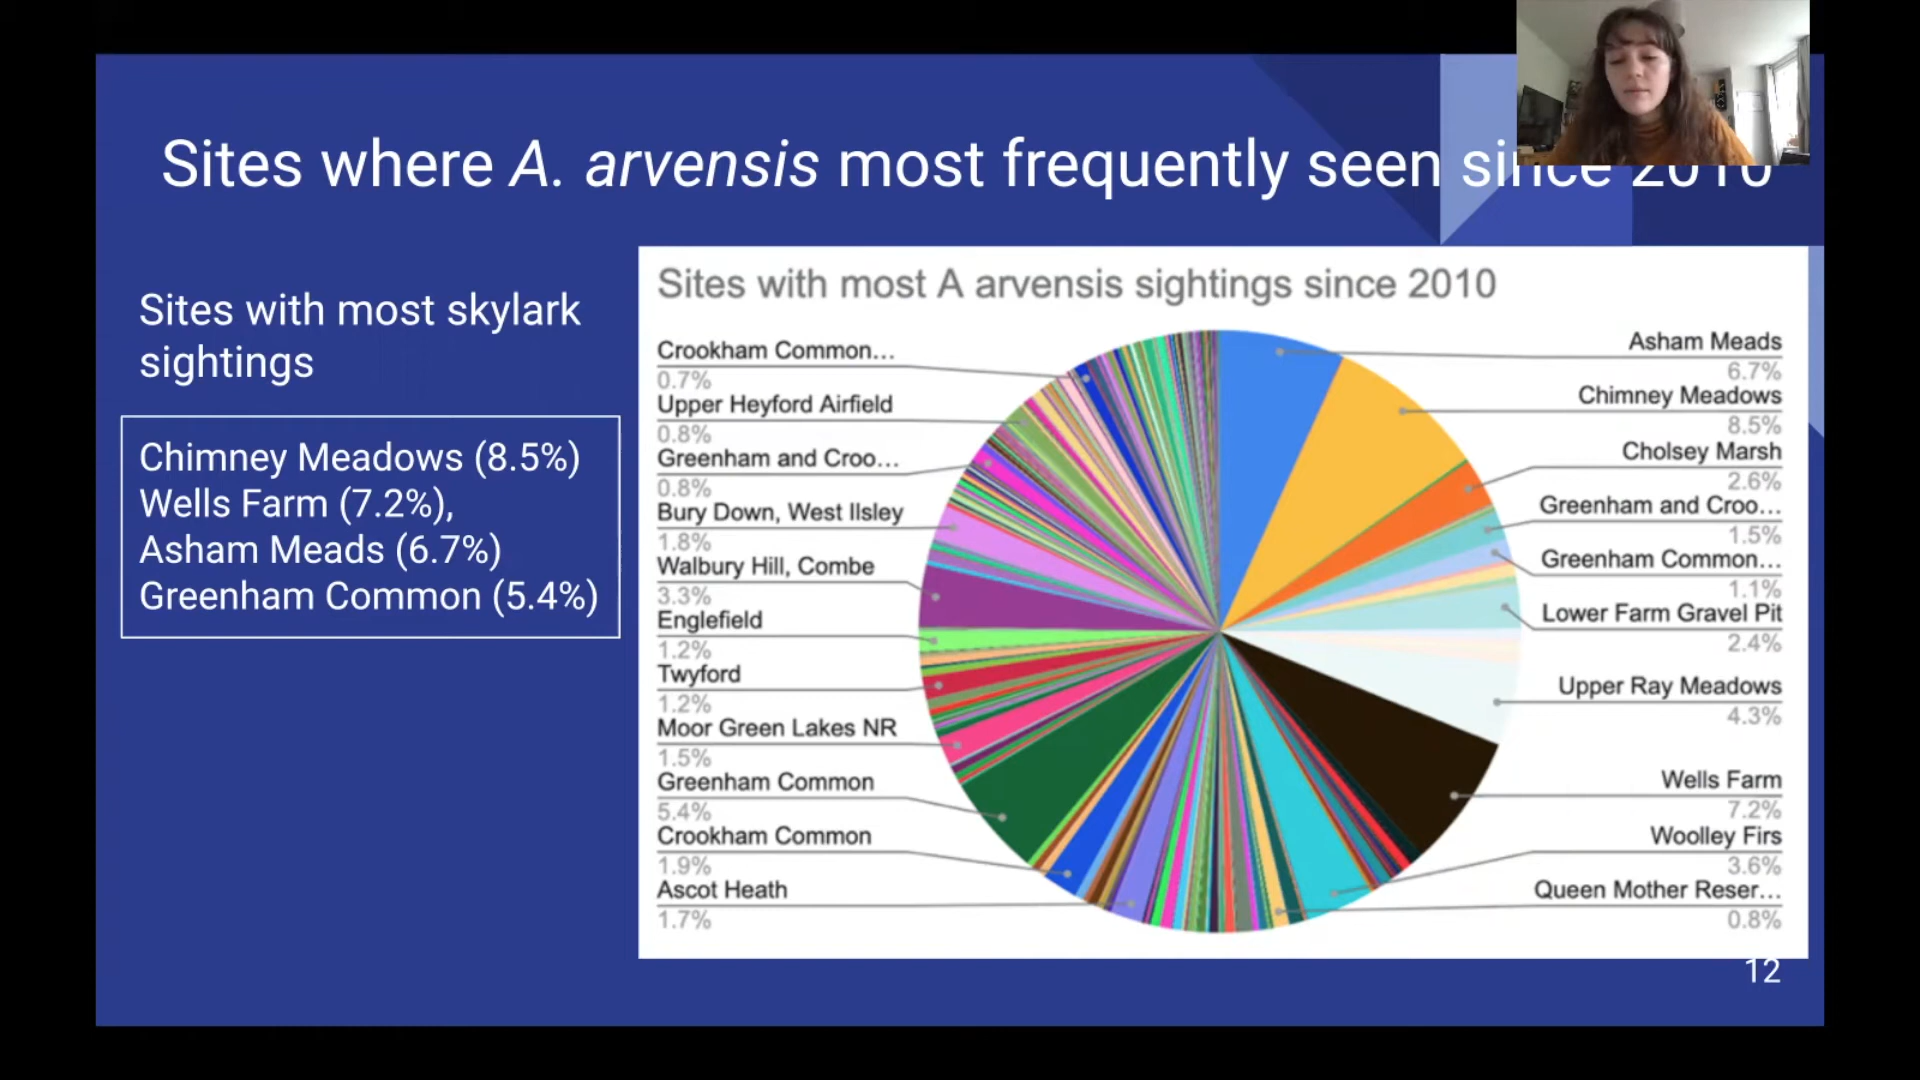 Sites where A. arvensis most frequently seen since 2010
Sites with most skylark
sightings
Chimney Meadows (8.5%)
Wells Farm (7.2%),
Asham Meads (6.7%)
Greenham Common (5.4%)
Sites with most A arvensis sightings since 2010
Crookham Common...
0.7%
Upper Heyford Airfield
0.8%
Greenham and Croo...
0.8%
Bury Down, West Ilsley
1.8%
Walbury Hill, Combe
3.3%
Englefield
1.2%
Twyford
1.2%
Moor Green Lakes NR
1.5%
Greenham Common
5.4%
Crookham Common
1.9%
Ascot Heath
1.7%
Asham Meads
6.7%
Chimney Meadows
8.5%
Cholsey Marsh
2.6%
Greenham and Croo...
1.5%
Greenham Common...
1.1%
Lower Farm Gravel Pit
2.4%
Upper Ray Meadows
4.3%
Wells Farm
7.2%
Woolley Firs
3.6%
Queen Mother Reser...
0.8%
12